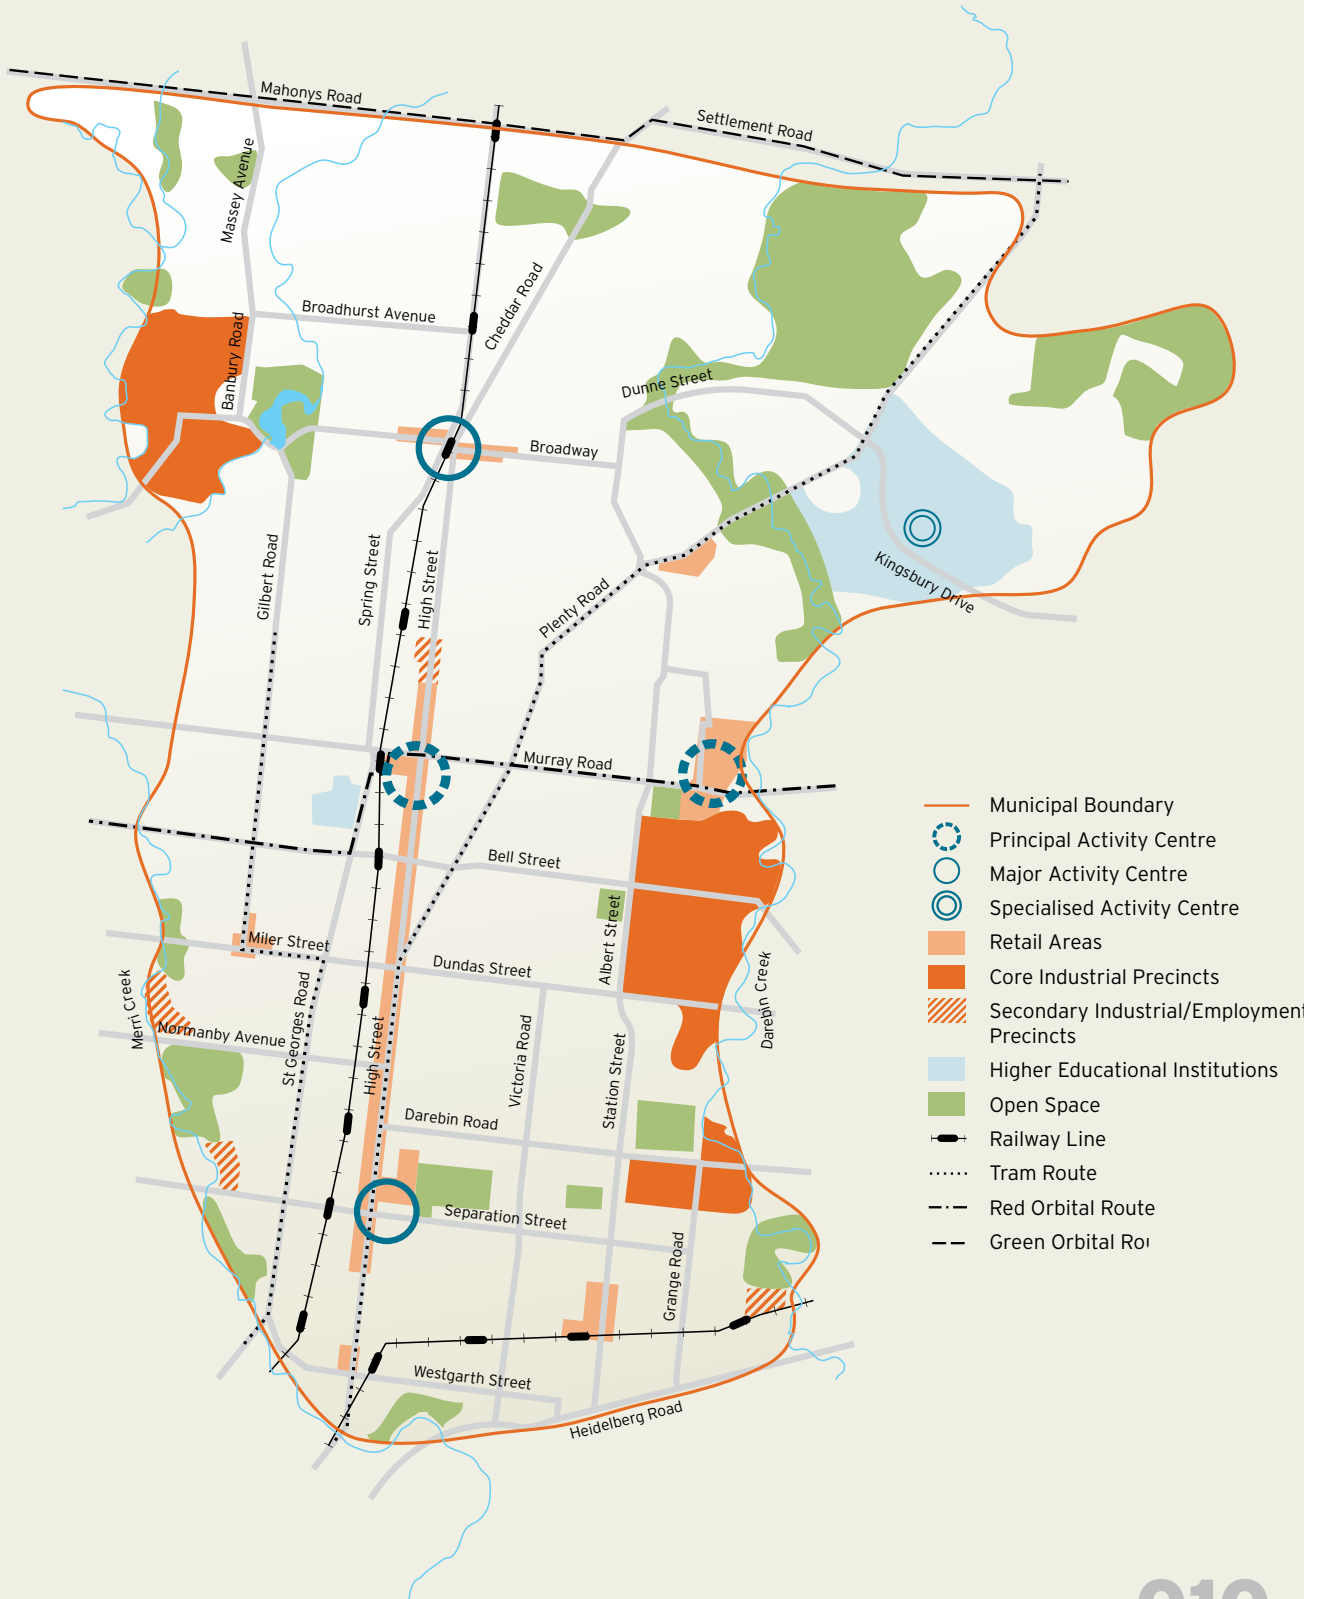 Mahonys Road
Settlement Road
Massey Avenue
Broadhurst Avenue
Cheddar Road
Banbury Road
Dunne Street
Broadway
Gilbert Road
Spring Street
High Street
Plenty Road
Kingsbury Drive
Murray Road
Bell Street
Albert Street
Miler Street
Dundas Street
Merri Creek
St Georges Road
Darebin Creek
Normanby Avenue
High Street
Victoria Road
Station Street
Darebin Road
Separation Street
Grange Road
Westgarth Street
Heidelberg Road
Municipal Boundary
Principal Activity Centre
Major Activity Centre
Specialised Activity Centre
Retail Areas
Core Industrial Precincts
Secondary Industrial/Employment
Precincts
Higher Educational Institutions
Open Space
Railway Line
Tram Route
Red Orbital Route
Green Orbital